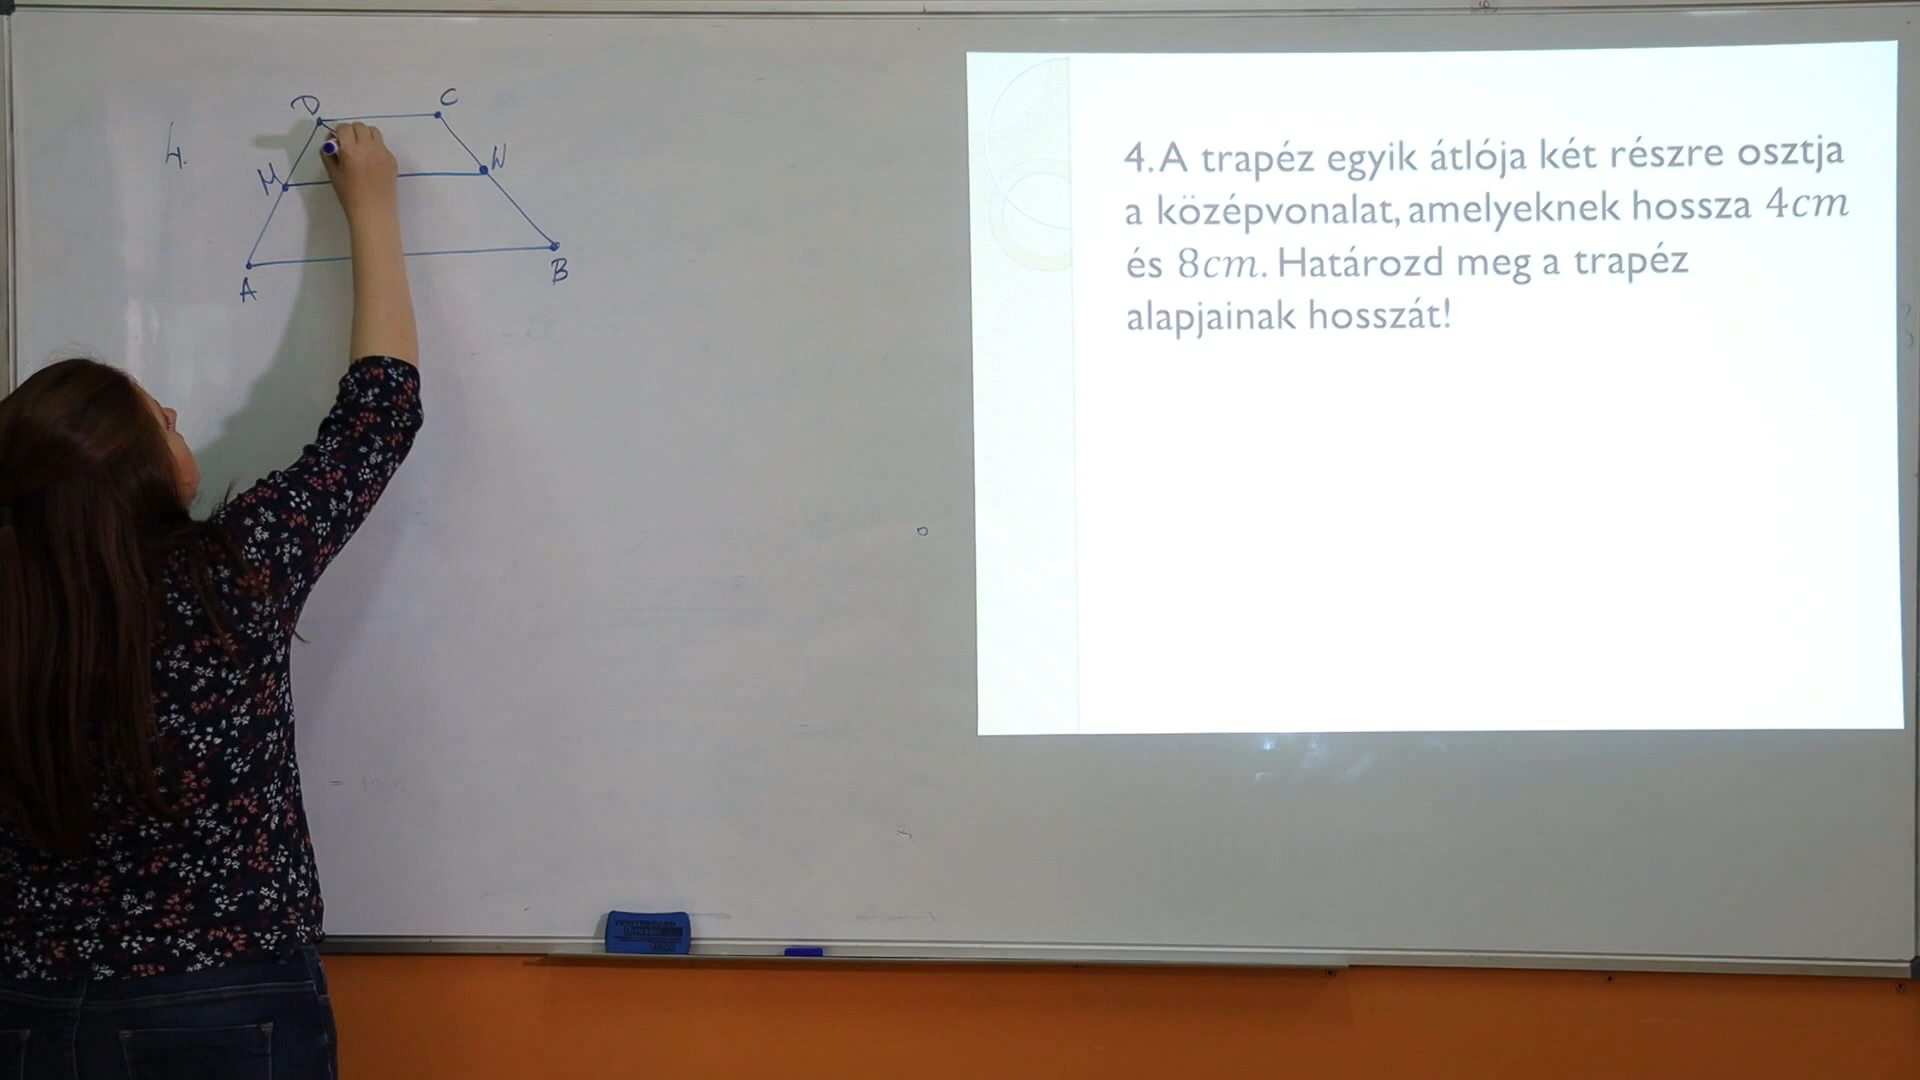 4.
D C
M N
A B
4. A trapéz egyik átlója két részre osztja
a középvonalat, amelyeknek hossza 4cm
és 8cm. Határozd meg a trapéz
alapjainak hosszát!